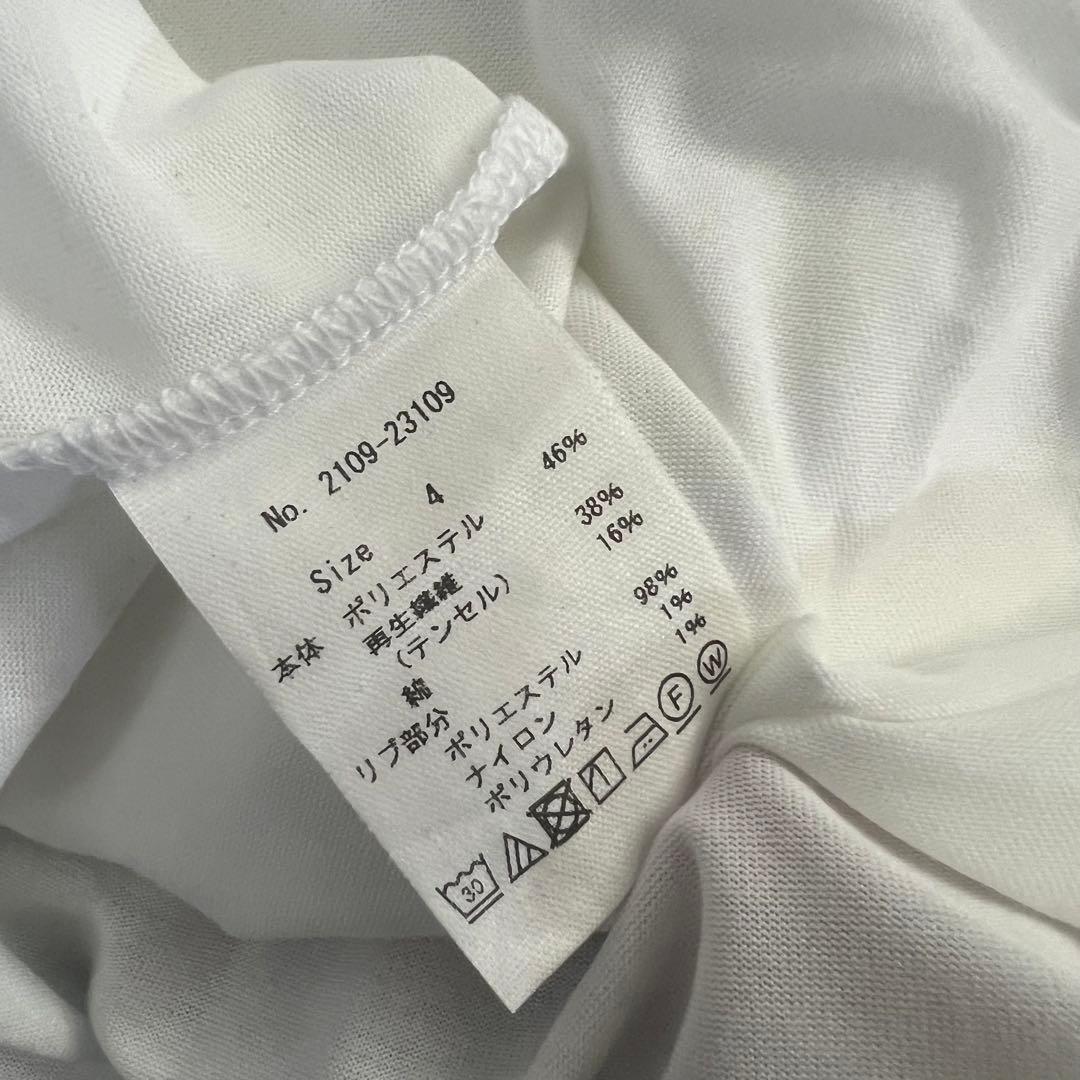 No. 2109-23109
Size 4
本体 ポリエステル 46%
再生繊維
(テンセル) 38%
綿 16%
リブ部分
ポリエステル 98%
ナイロン 1%
ポリウレタン 1%
30 F W